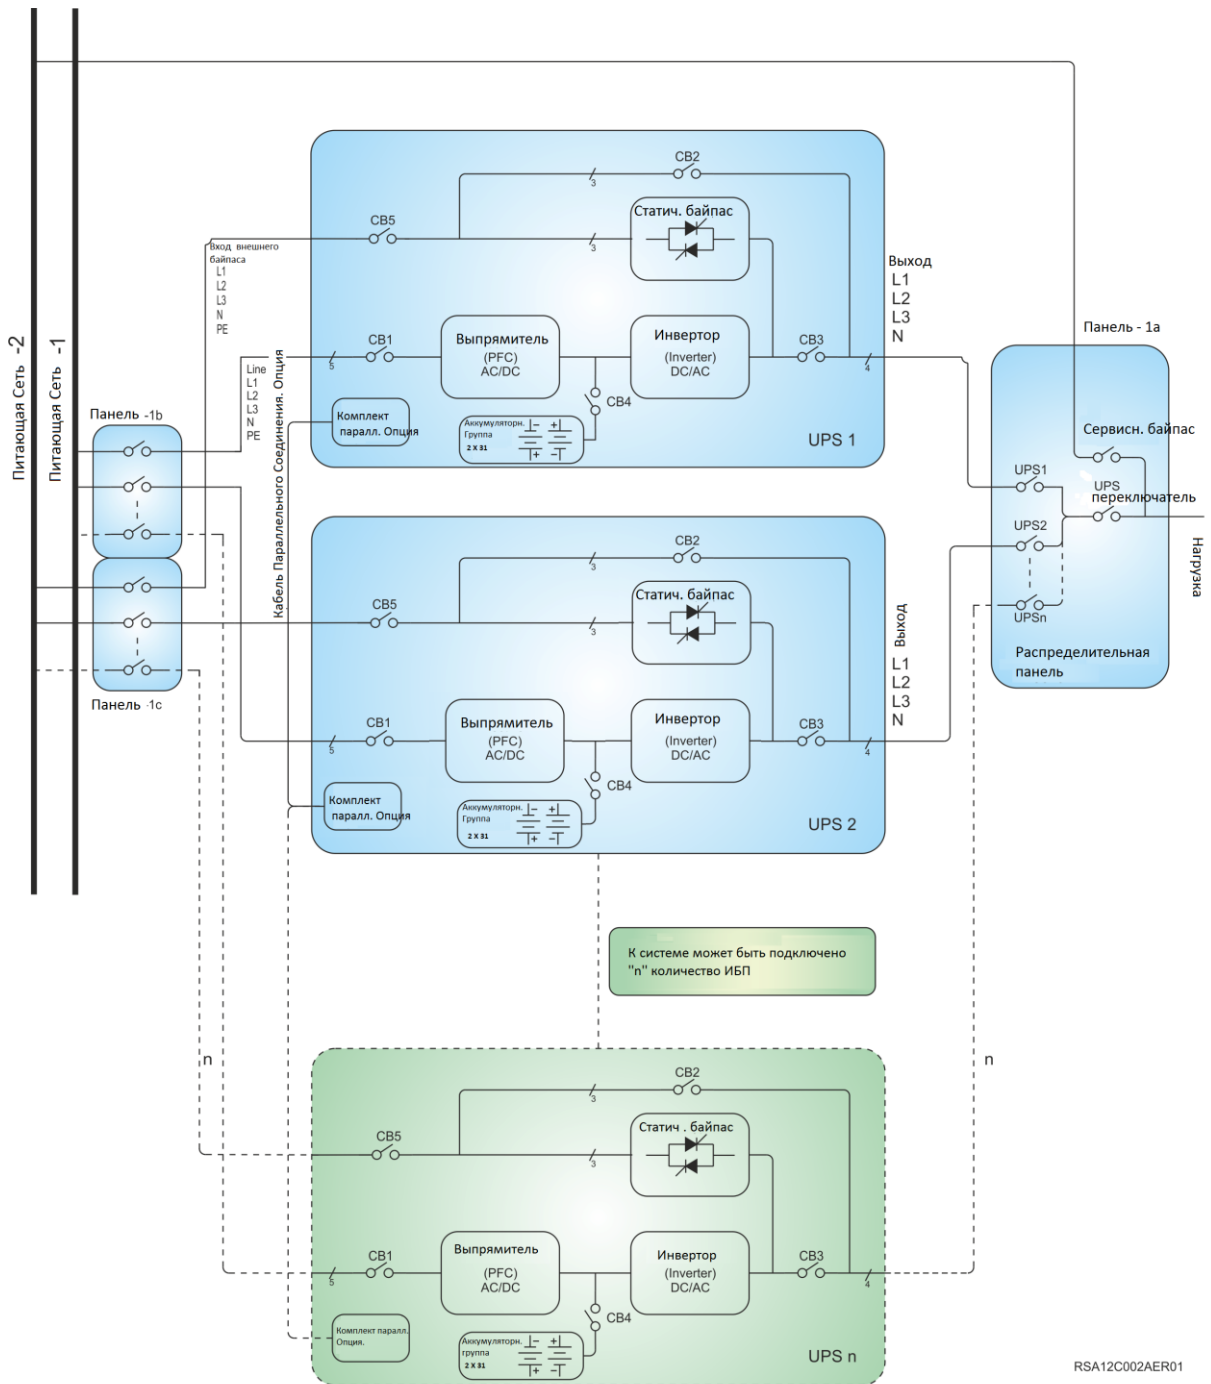 Питающая Сеть -2
Питающая Сеть -1
Панель -1b
Панель -1c
Вход внешнего
байпаса
L1
L2
L3
N
PE
Line
L1
L2
L3
N
PE
Кабель Параллельного Соединения. Опция
CB5
CB2
3
Статич. байпас
3
CB1
5
Выпрямитель
(PFC)
AC/DC
Инвертор
(Inverter)
DC/AC
CB3
4
CB4
Комплект
паралл. Опция
Аккумуляторн.
Группа
2 X 31
UPS 1
Выход
L1
L2
L3
N
Панель - 1a
Сервисн. байпас
UPS1
UPS
переключатель
UPS2
UPSn
Распределительная
панель
Нагрузка
CB2
3
CB5
Статич. байпас
3
CB1
5
Выпрямитель
(PFC)
AC/DC
Инвертор
(Inverter)
DC/AC
CB3
4
CB4
Комплект
паралл. Опция
Аккумуляторн.
Группа
2 X 31
UPS 2
Выход
L1
L2
L3
N
К системе может быть подключено
"n" количество ИБП
n
n
CB2
3
CB5
Статич . байпас
3
CB1
5
Выпрямитель
(PFC)
AC/DC
Инвертор
(Inverter)
DC/AC
CB3
4
CB4
Комплект паралл.
Опция.
Аккумуляторн.
группа
2 X 31
UPS n
RSA12C002AER01